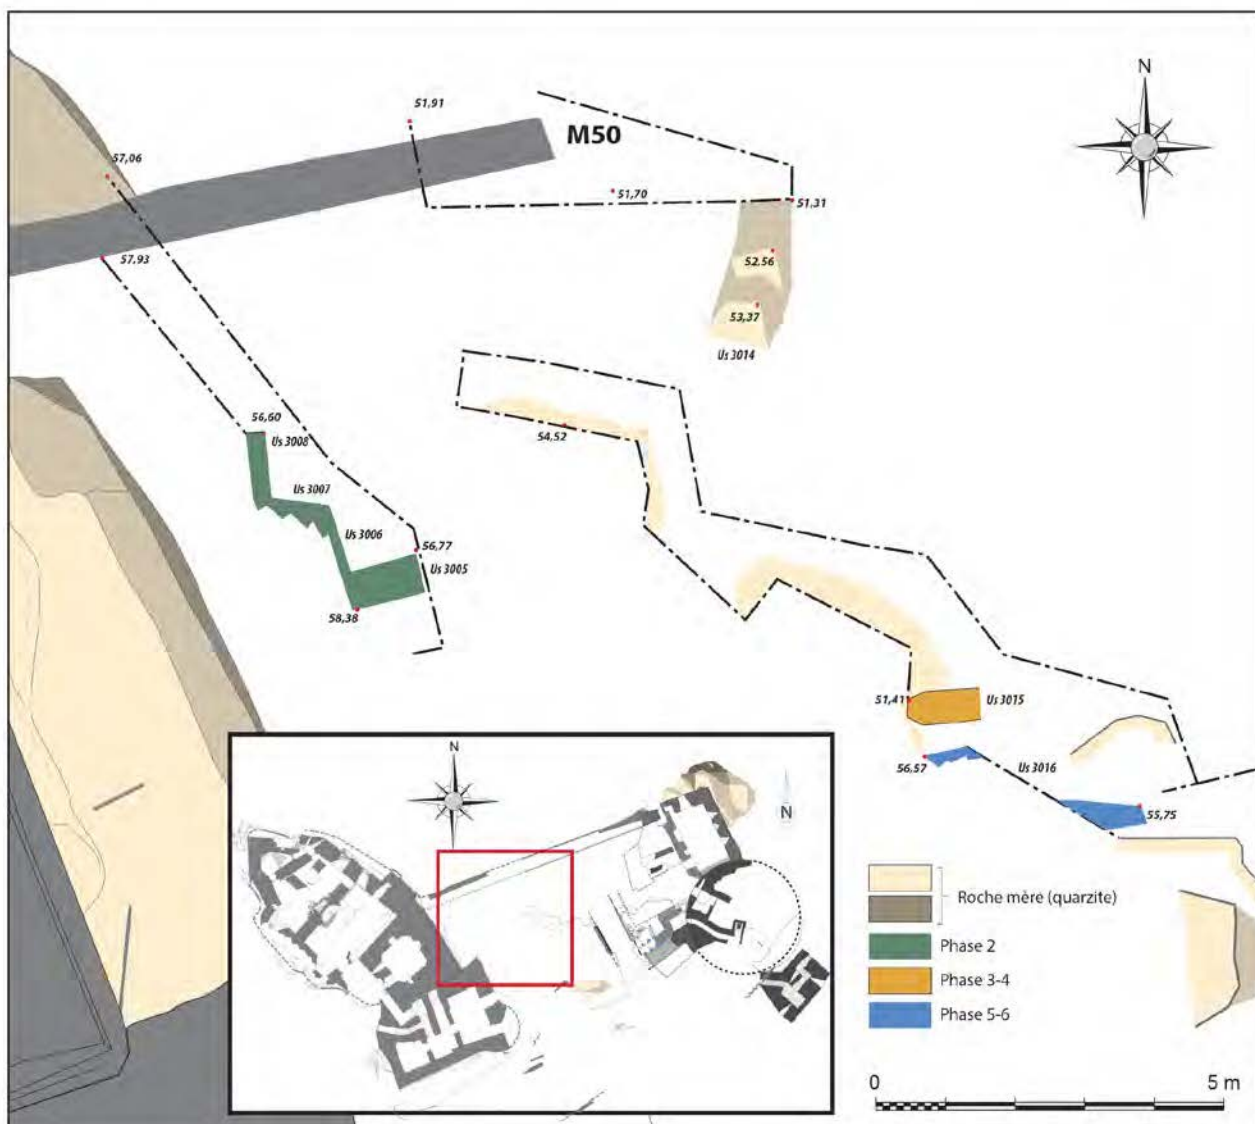 N
51,91
M50
57,06
51,70
51,31
57,93
52,56
53,37
Us 3014
56,60
Us 3008
54,52
Us 3007
Us 3006
56,77
Us 3005
58,38
51,41
Us 3015
56,57
Us 3016
55,75
N
N
Roche mère (quarzite)
Phase 2
Phase 3-4
Phase 5-6
0
5 m